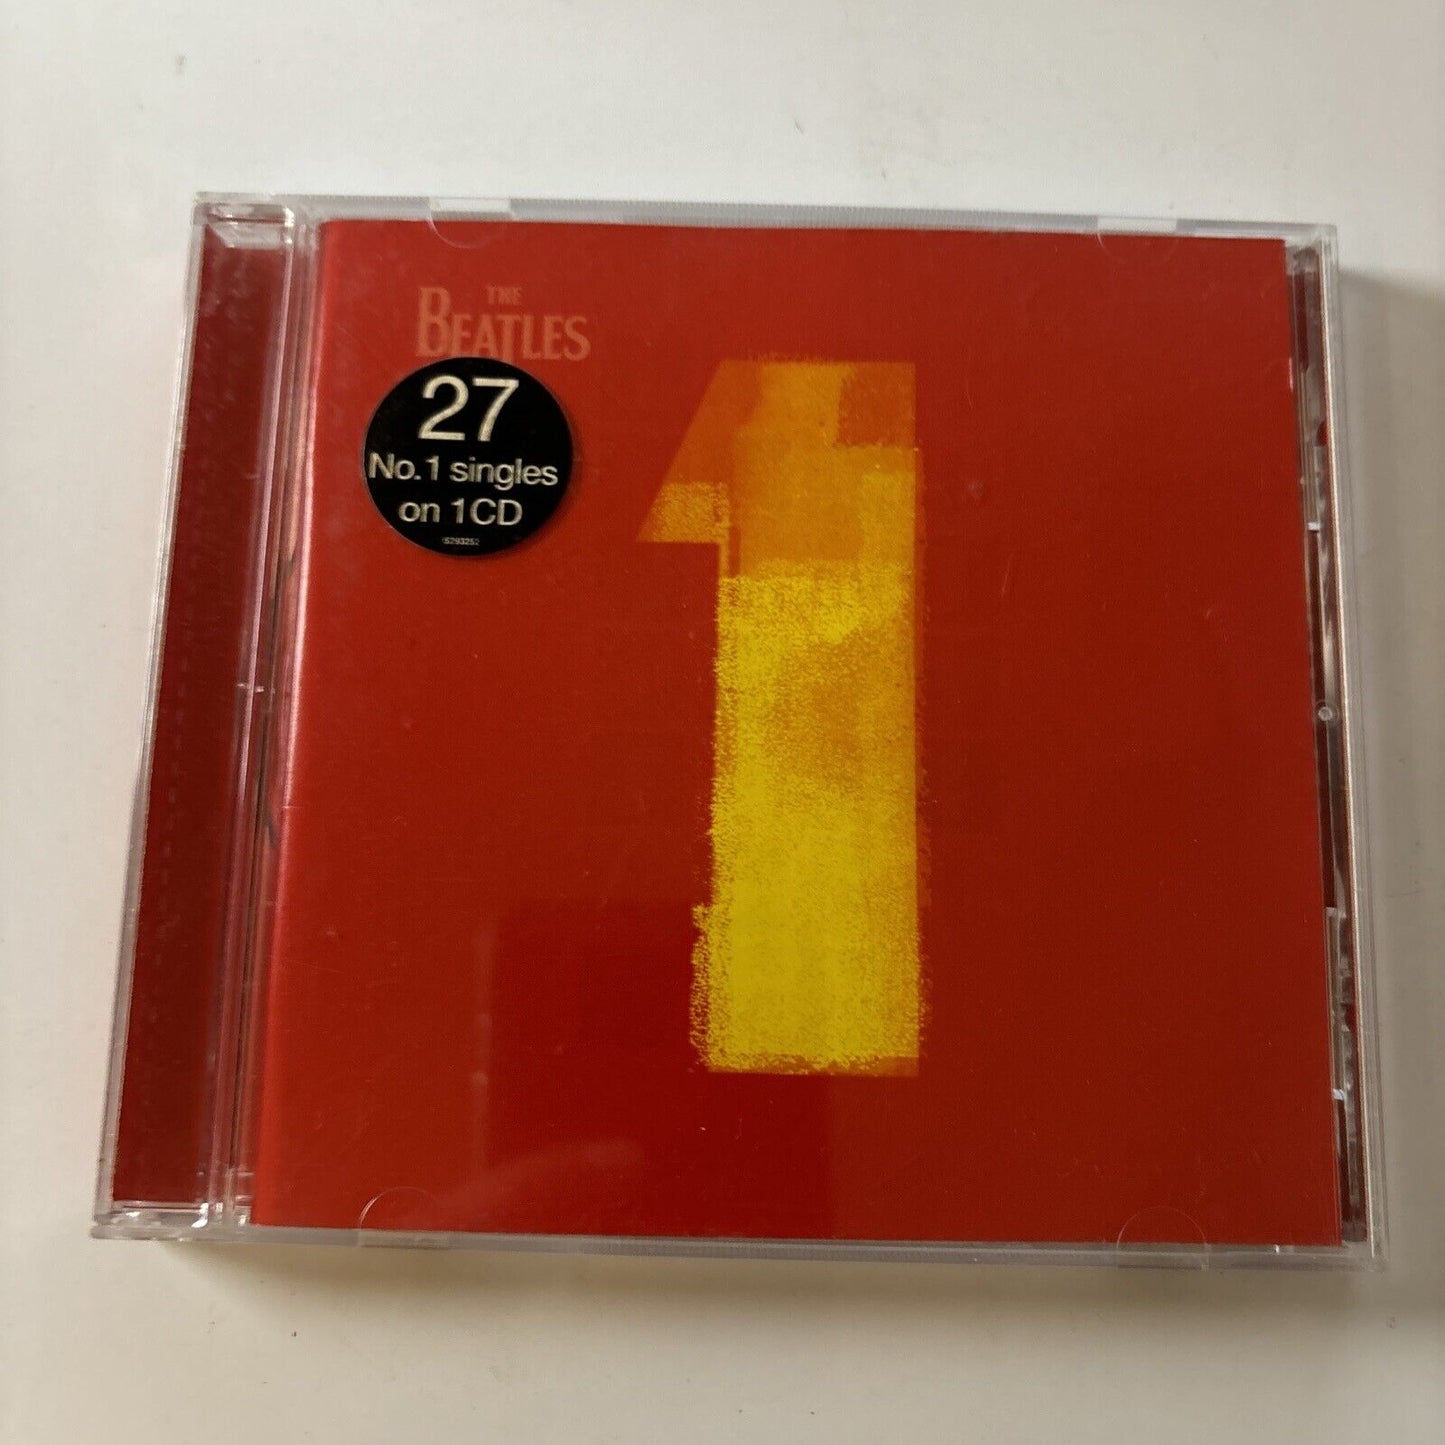 THE
BEATLES
27
No.1 singles
on 1CD
1